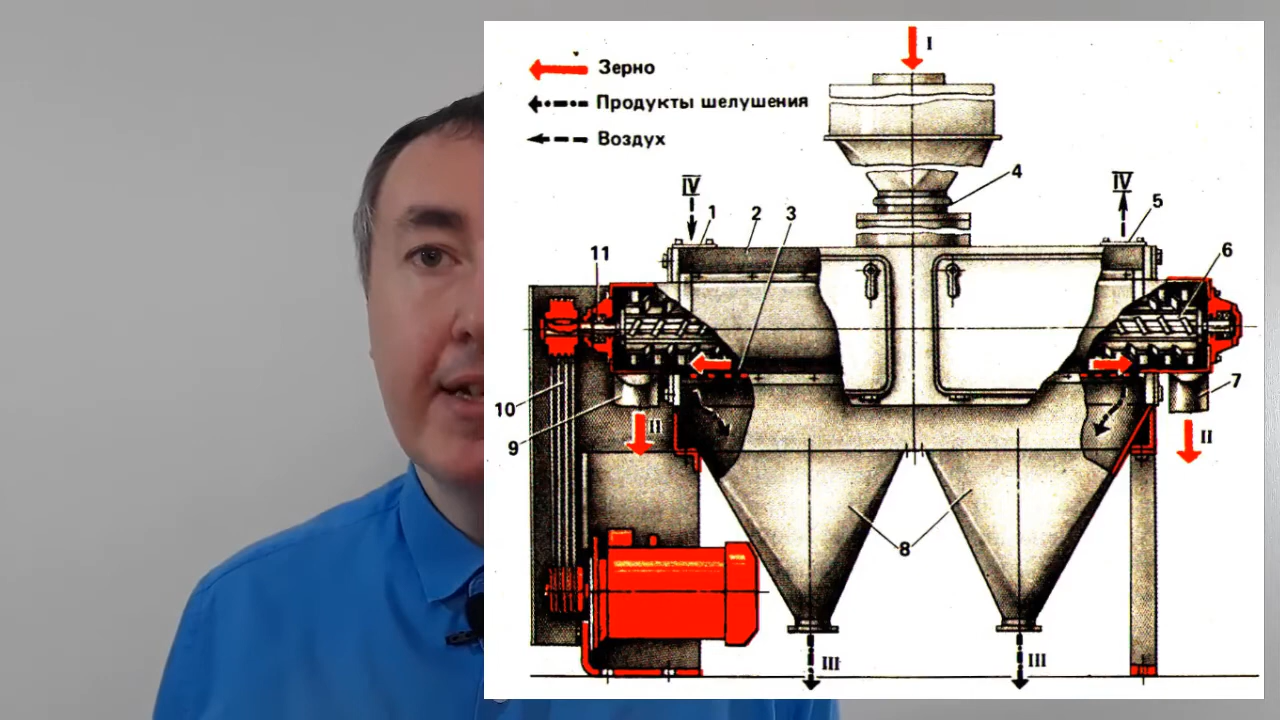 I
Зерно
Продукты шелушения
Воздух
4
IV
IV
1
2
3
5
11
6
10
7
9
II
II
8
III
III